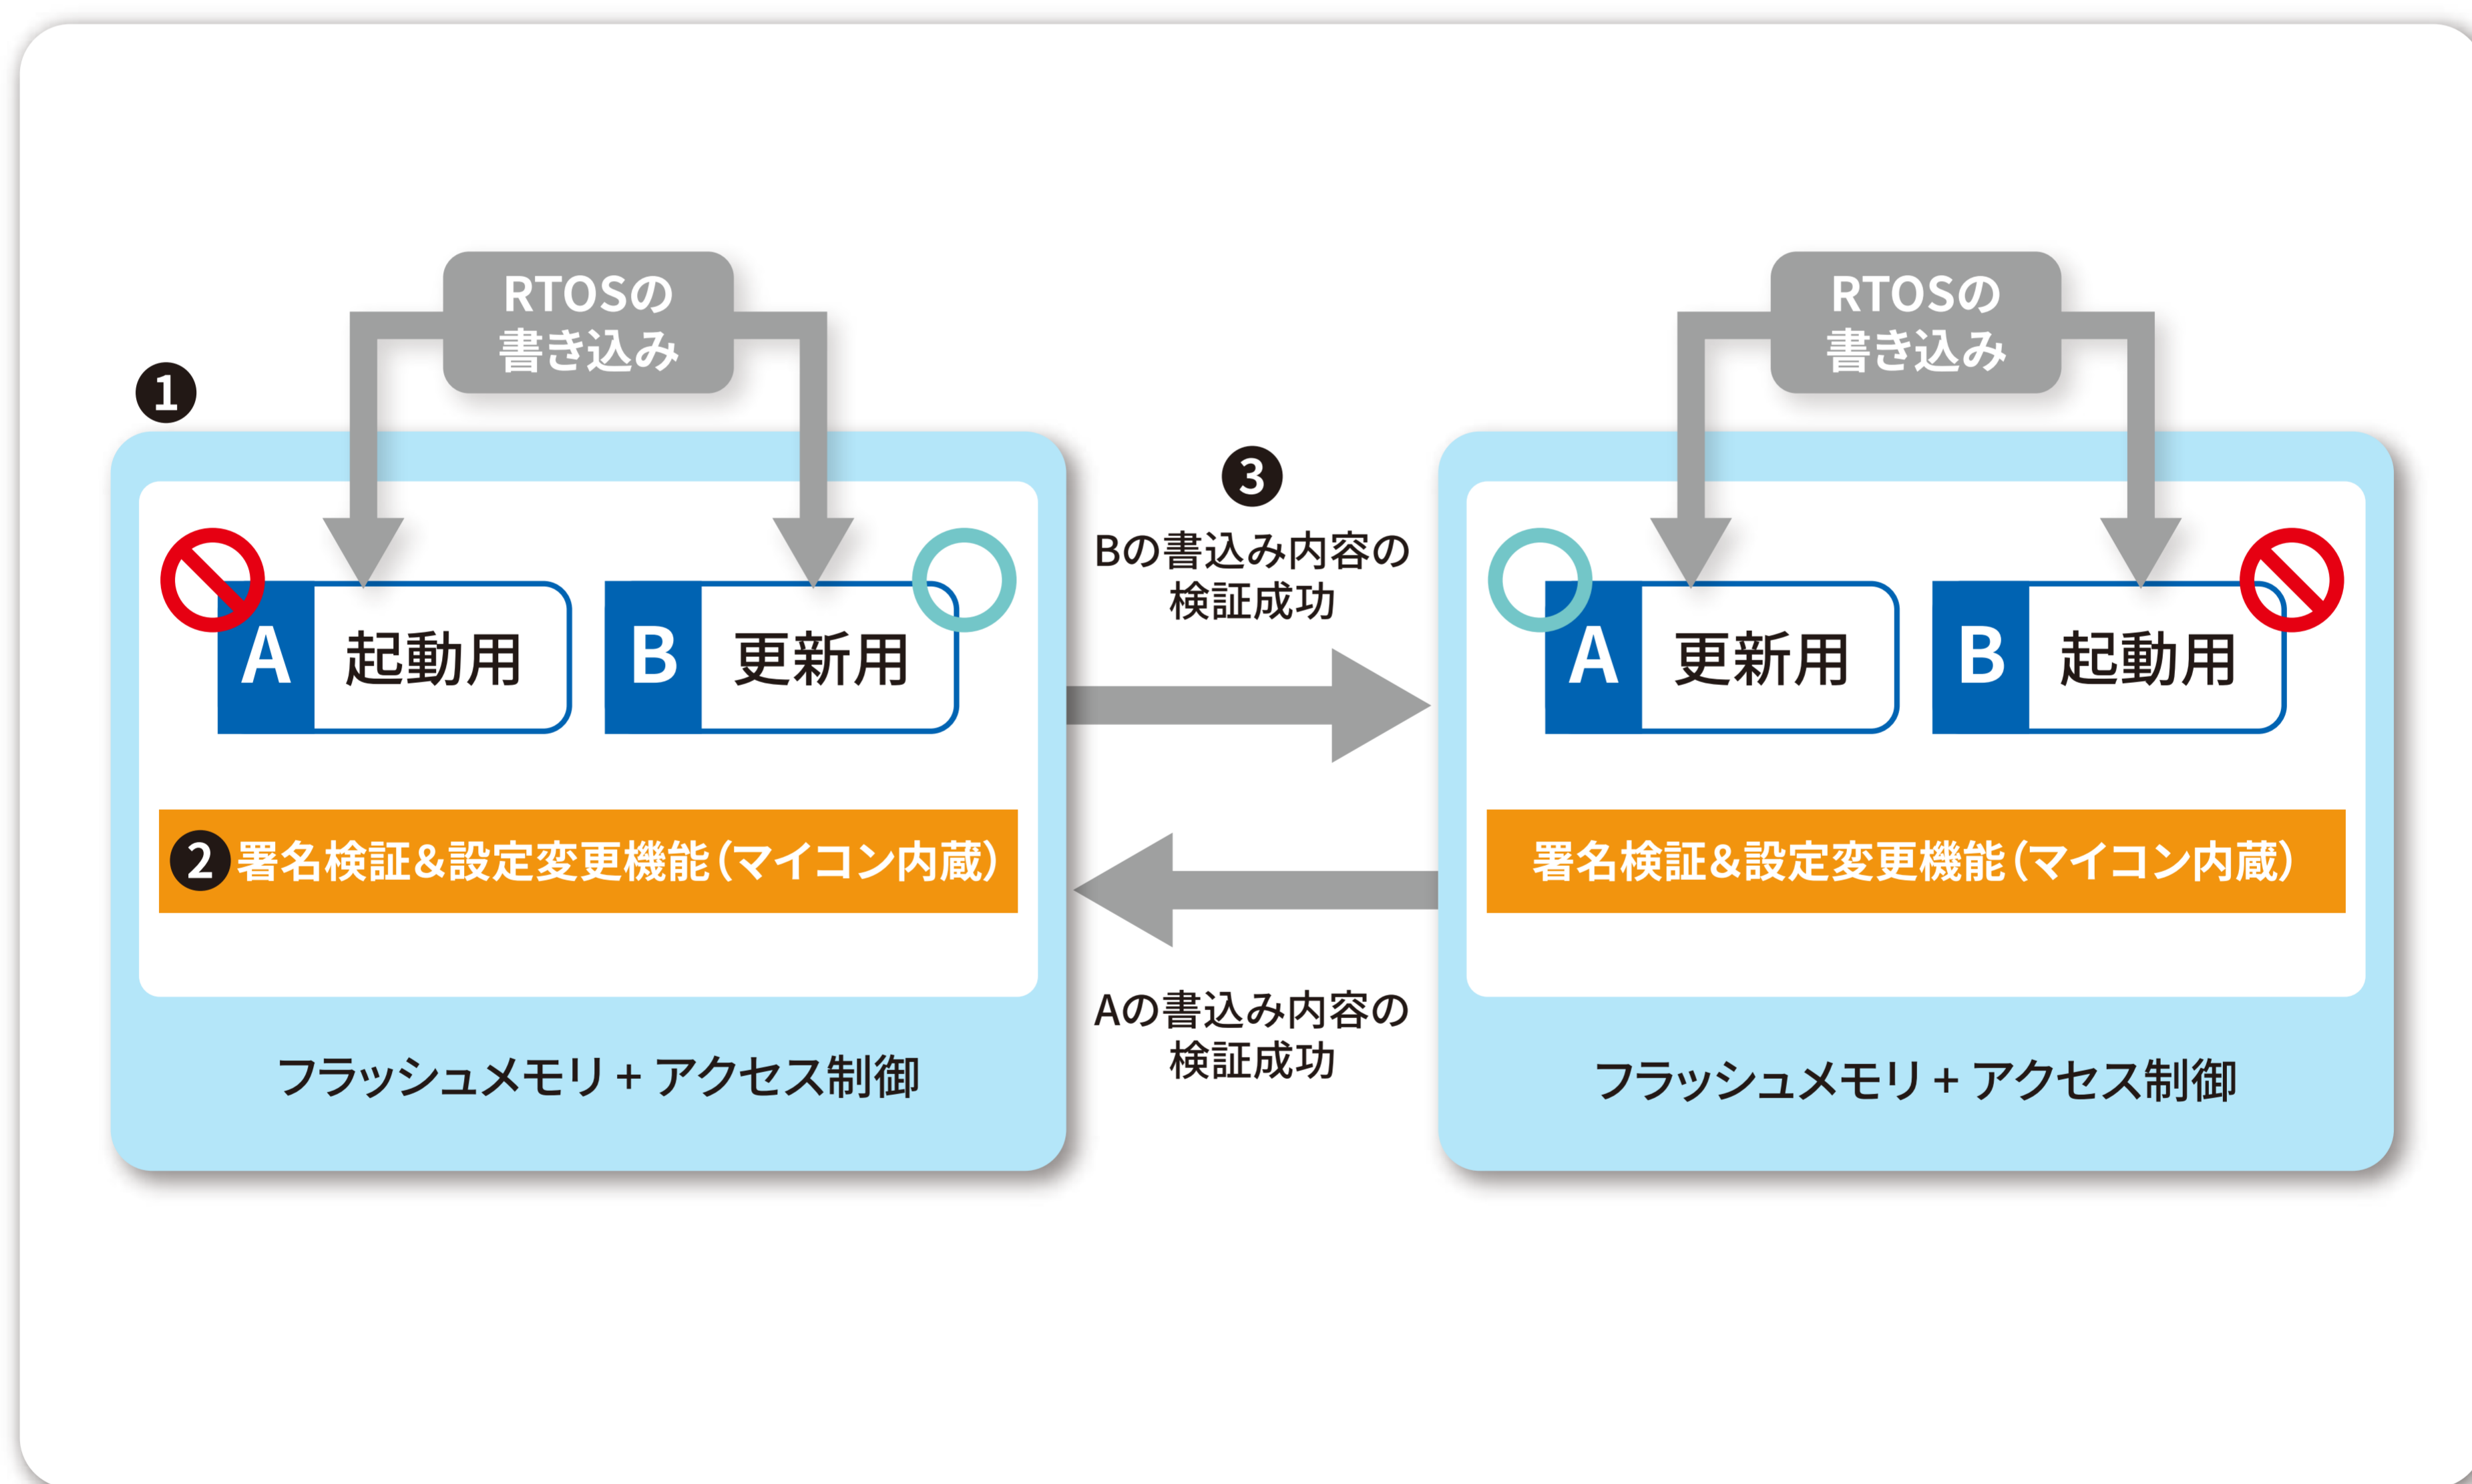 RTOSの
書き込み
❶
A 起動用
B 更新用
❷ 署名検証&設定変更機能(マイコン内蔵)
フラッシュメモリ + アクセス制御
❸
Bの書込み内容の
検証成功
Aの書込み内容の
検証成功
RTOSの
書き込み
A 更新用
B 起動用
署名検証&設定変更機能(マイコン内蔵)
フラッシュメモリ + アクセス制御